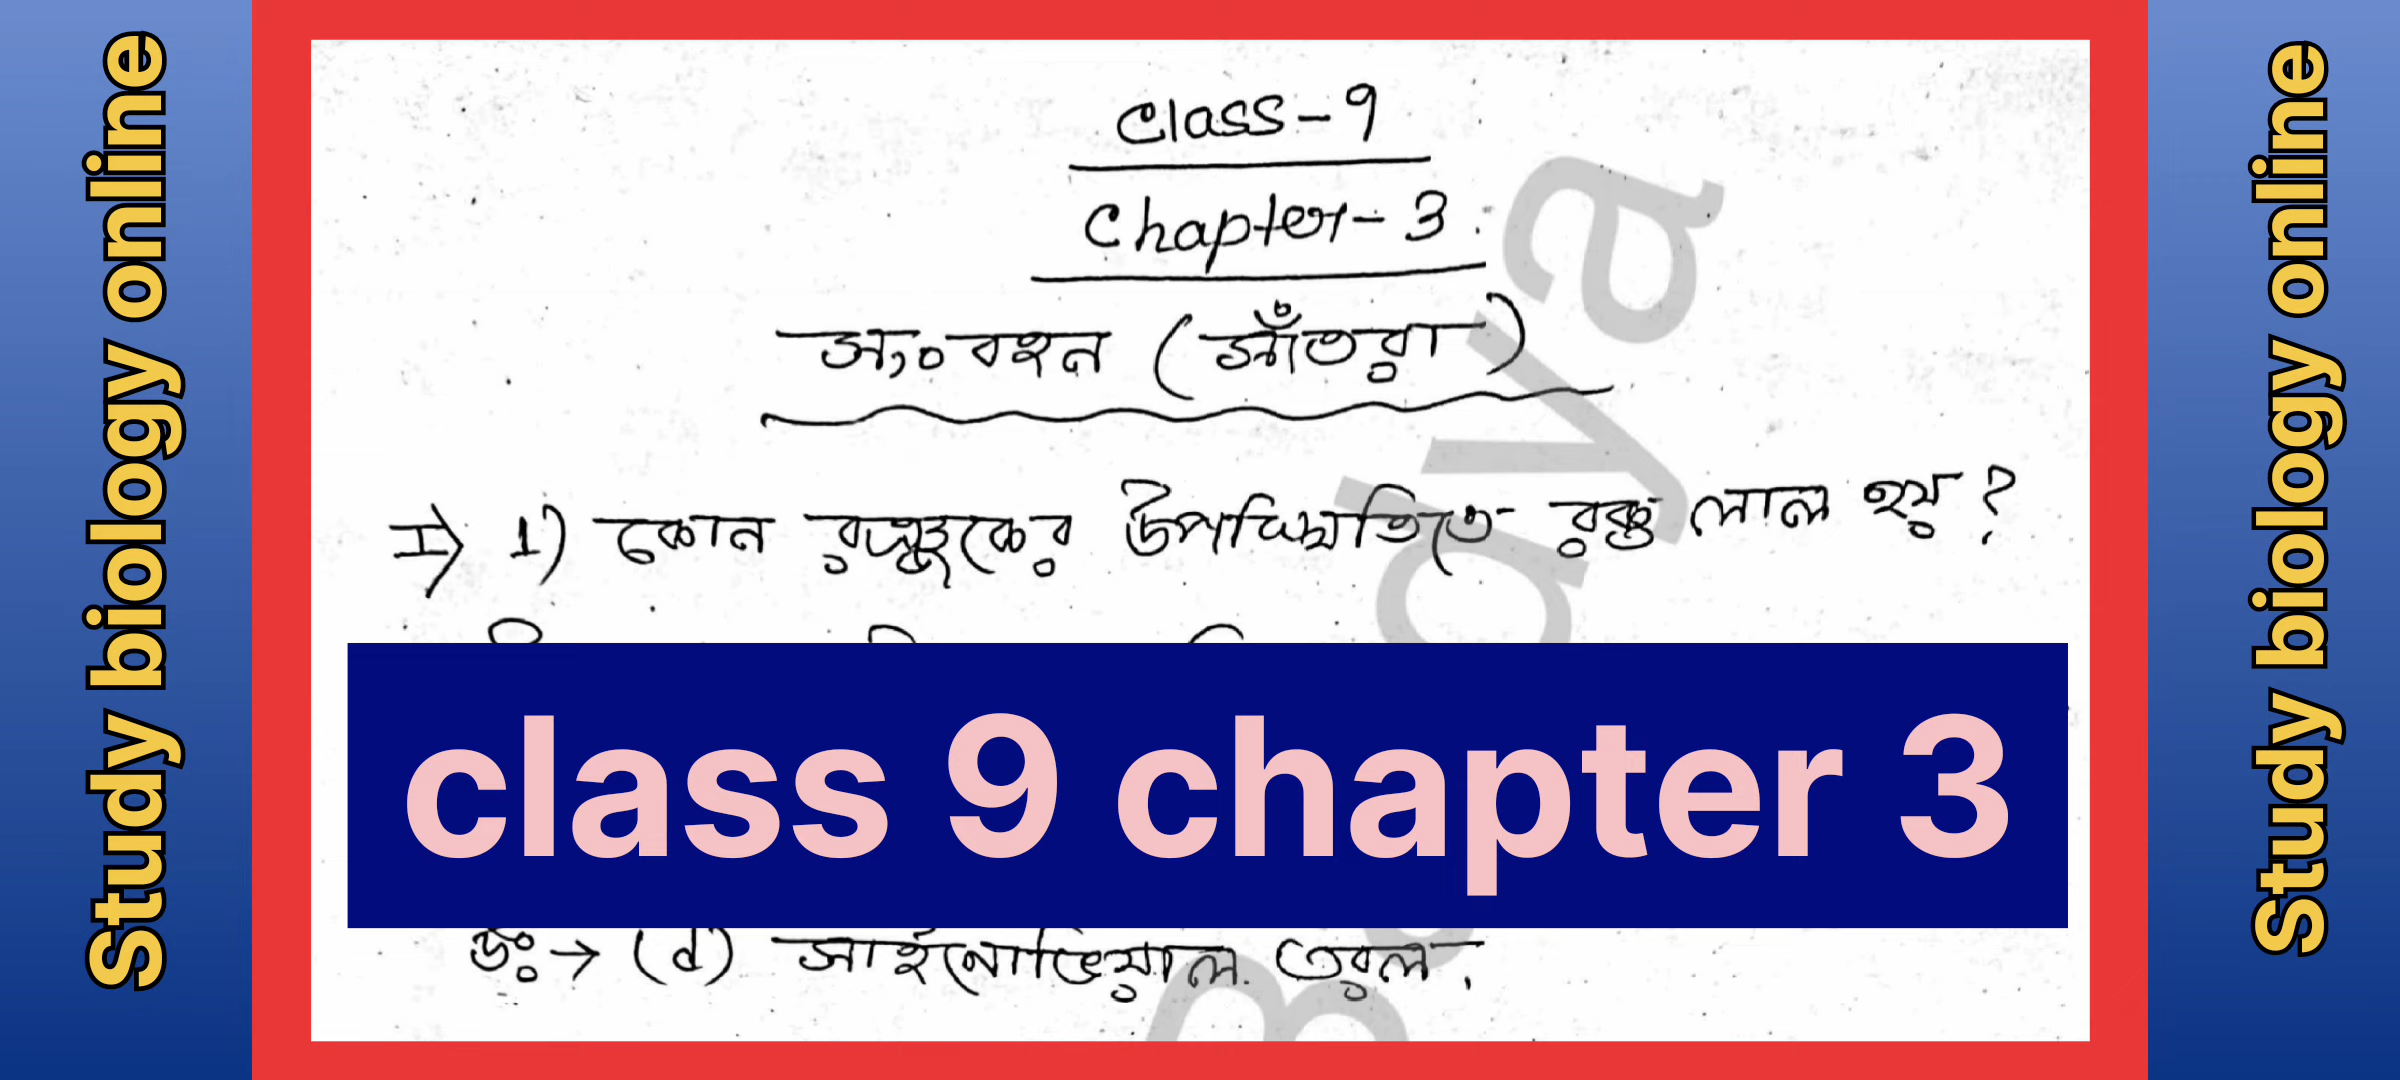 Study biology online
Class-9
Chapter-3
সংবহন (সাঁতরা)
I) 1) কোন রঞ্জকের উপস্থিতিতে রক্ত লাল হয়?
class 9 chapter 3
উঃ→ (d) সাইনোভিয়াল তরল.
Study biology online